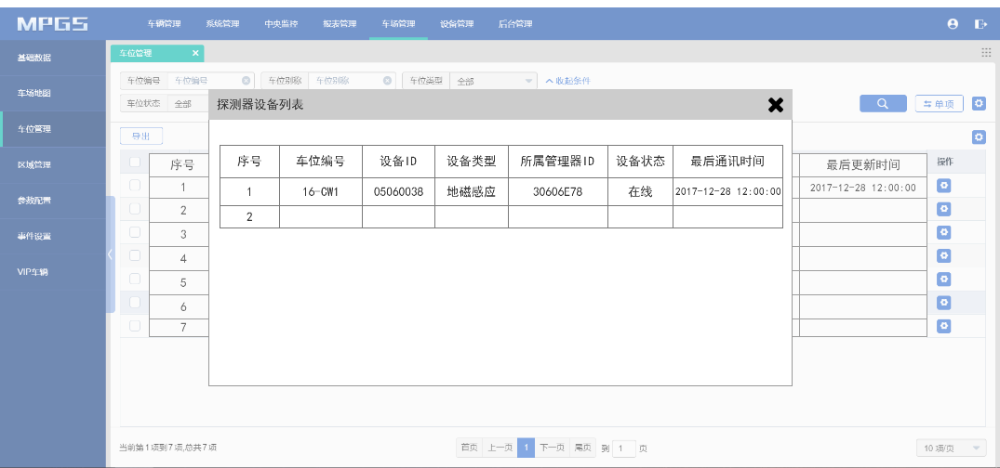 MPGS 车辆管理 系统管理 中央监控 报表管理 车场管理 设备管理 后台管理
基础数据
车场地图
车位管理
区域管理
参数配置
事件设置
VIP车辆
车位管理
车位编号 车位编号 车位别称 车位别称 车位类型 全部 收起条件
车位状态 全部 单项
导出
探测器设备列表
序号 车位编号 设备ID 设备类型 所属管理器ID 设备状态 最后通讯时间
1 16-CW1 05060038 地磁感应 30606E78 在线 2017-12-28 12:00:00
2
序号 最后更新时间 操作
1 2017-12-28 12:00:00
2
3
4
5
6
7
当前第1项到7项,总共7项 首页 上一页 1 下一页 尾页 到 1 页 10 项/页